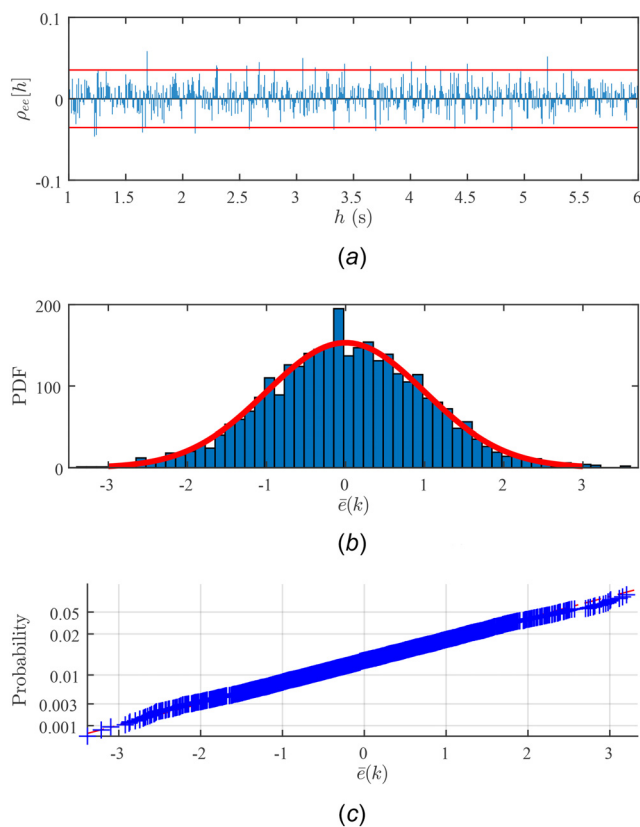 0.1
0
-0.1
ρee[h]
1 1.5 2 2.5 3 3.5 4 4.5 5 5.5 6
h (s)
(a)
200
100
0
PDF
-3 -2 -1 0 1 2 3
ē(k)
(b)
0.05
0.02
0.01
0.003
0.001
Probability
-3 -2 -1 0 1 2 3
ē(k)
(c)